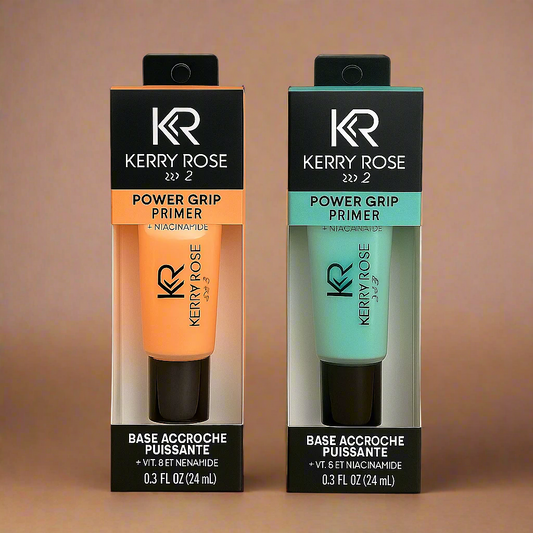 KR
KERRY ROSE
2
POWER GRIP
PRIMER
+ NIACINAMIDE
KR
KERRY ROSE
BASE ACCROCHE
PUISSANTE
+ VIT. 8 ET NENAHIDE
0.3 FL OZ (24 mL)
KR
KERRY ROSE
2
POWER GRIP
PRIMER
KR
KERRY ROSE
BASE ACCROCHE
PUISSANTE
+ VT. 6 ET NIACINAMIDE
0.3 FL OZ (24 mL)